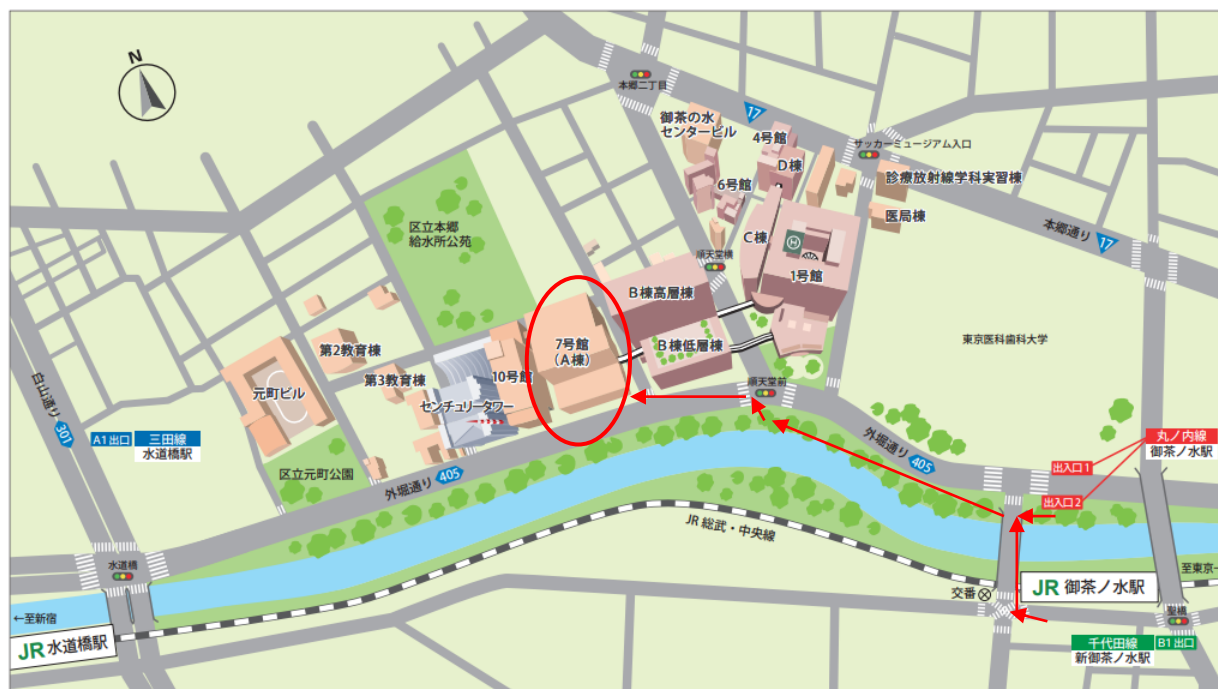 N
本郷二丁目
17
御茶の水
センタービル
4号館
D棟
サッカーミュージアム入口
6号館
診療放射線学科実習棟
医局棟
区立本郷
給水所公苑
C棟
本郷通り
17
順天堂横
H
1号館
B棟高層棟
7号館
(A棟)
B棟低層棟
東京医科歯科大学
第2教育棟
10号館
第3教育棟
元町ビル
センチュリータワー
順天堂前
白山通り
301
A1出口
三田線
水道橋駅
外堀通り
405
丸ノ内線
御茶ノ水駅
出入口1
出入口2
区立元町公園
外堀通り
405
JR 総武・中央線
水道橋
至東京→
JR 御茶ノ水駅
交番
←至新宿
聖橋
JR 水道橋駅
千代田線
B1出口
新御茶ノ水駅